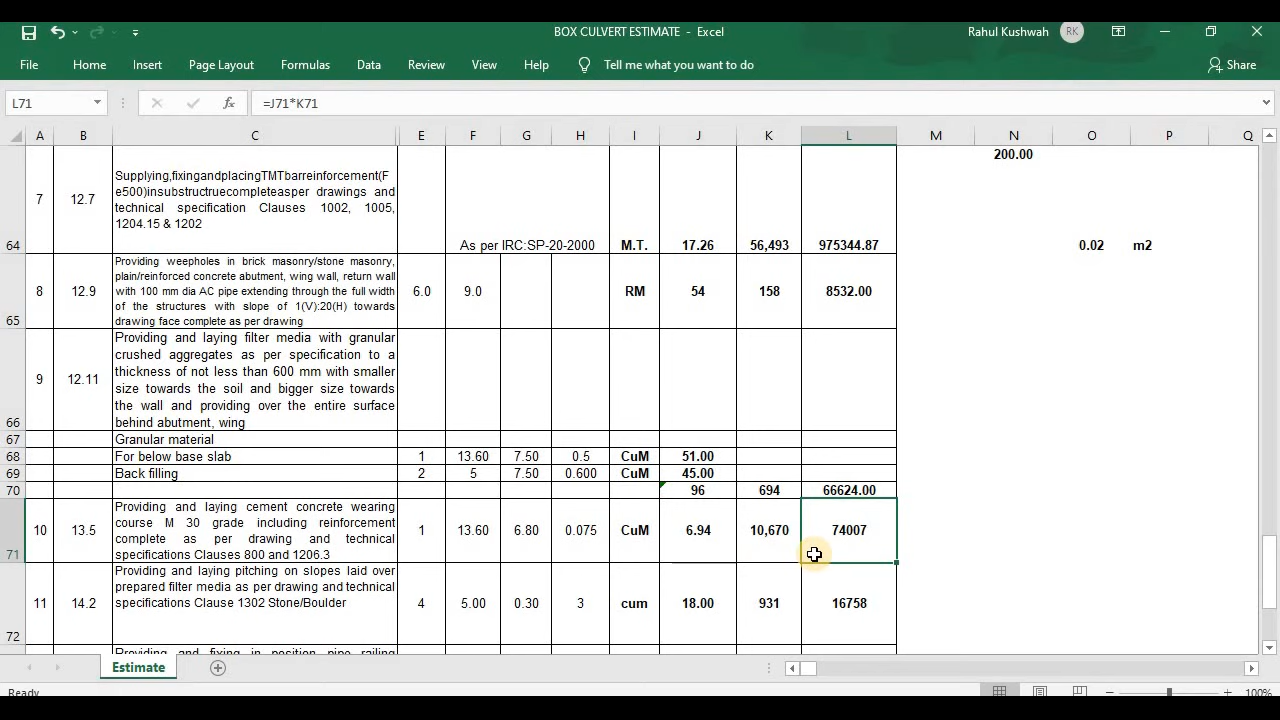 BOX CULVERT ESTIMATE - Excel
Rahul Kushwah
RK
File Home Insert Page Layout Formulas Data Review View Help Tell me what you want to do
Share
L71
fx
=J71*K71
A B C E F G H I J K L M N O P Q
200.00
7 12.7
Supplying,fixingandplacingTMTbarreinforcement(F
e500)insubstructruecompleteasper drawings and
technical specification Clauses 1002, 1005,
1204.15 & 1202
64 As per IRC:SP-20-2000 M.T. 17.26 56,493 975344.87 0.02 m2
Providing weepholes in brick masonry/stone masonry,
plain/reinforced concrete abutment, wing wall, return wall
with 100 mm dia AC pipe extending through the full width
of the structures with slope of 1(V):20(H) towards
drawing face complete as per drawing
8 12.9 6.0 9.0 RM 54 158 8532.00
65
Providing and laying filter media with granular
crushed aggregates as per specification to a
thickness of not less than 600 mm with smaller
size towards the soil and bigger size towards
the wall and providing over the entire surface
behind abutment, wing
9 12.11
66
67 Granular material
68 For below base slab 1 13.60 7.50 0.5 CuM 51.00
69 Back filling 2 5 7.50 0.600 CuM 45.00
70 96 694 66624.00
Providing and laying cement concrete wearing
course M 30 grade including reinforcement
complete as per drawing and technical
specifications Clauses 800 and 1206.3
10 13.5 1 13.60 6.80 0.075 CuM 6.94 10,670 74007
71
Providing and laying pitching on slopes laid over
prepared filter media as per drawing and technical
specifications Clause 1302 Stone/Boulder
11 14.2 4 5.00 0.30 3 cum 18.00 931 16758
72
Providing and fixing in position pipe railing
Estimate
Ready
100%